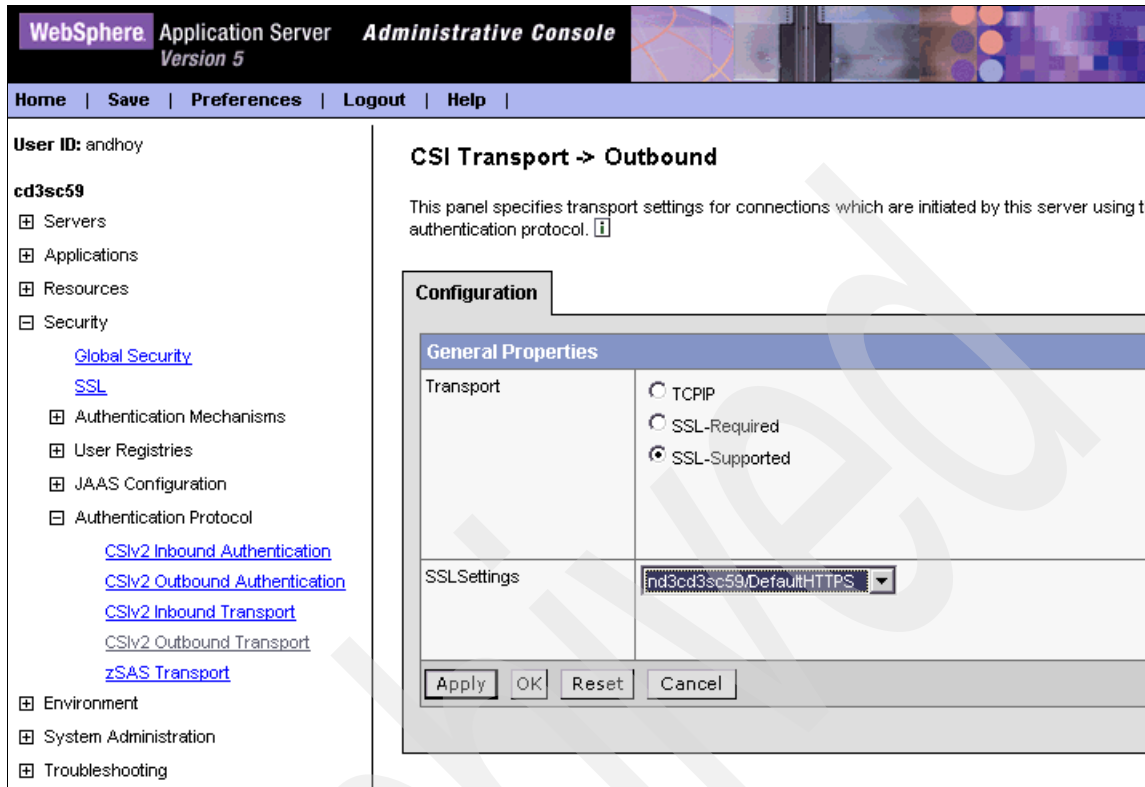 WebSphere. Application Server Administrative Console
Version 5
Home | Save | Preferences | Logout | Help |
User ID: andhoy
cd3sc59
Servers
Applications
Resources
Security
Global Security
SSL
Authentication Mechanisms
User Registries
JAAS Configuration
Authentication Protocol
CSIv2 Inbound Authentication
CSIv2 Outbound Authentication
CSIv2 Inbound Transport
CSIv2 Outbound Transport
zSAS Transport
Environment
System Administration
Troubleshooting
CSI Transport -> Outbound
This panel specifies transport settings for connections which are initiated by this server using t
authentication protocol. i
Configuration
General Properties
Transport
TCPIP
SSL-Required
SSL-Supported
SSLSettings
nd3cd3sc59/DefaultHTTPS
Apply OK Reset Cancel